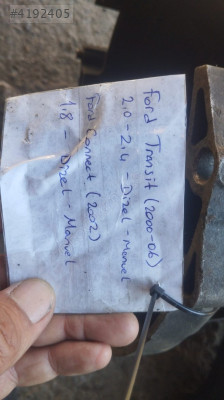 #4192405
Ford Transit (2000-06)
2.0 - 2.4 - Dizel - Manuel
Ford Connect (2002)
1.8 - Dizel - Manuel